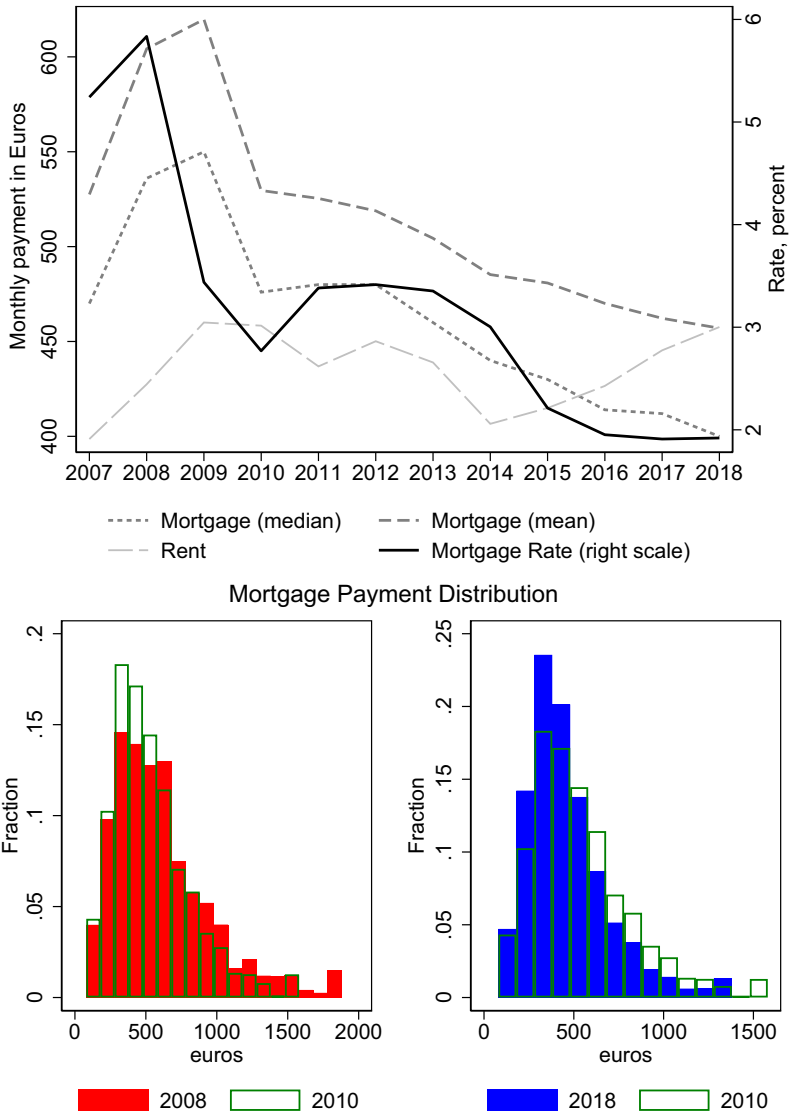 Monthly payment in Euros
400 450 500 550 600
Rate, percent
2 3 4 5 6
2007 2008 2009 2010 2011 2012 2013 2014 2015 2016 2017 2018
Mortgage (median) Mortgage (mean)
Rent Mortgage Rate (right scale)
Mortgage Payment Distribution
Fraction
0 .05 .1 .15 .2
0 500 1000 1500 2000
euros
2008 2010
Fraction
0 .05 .1 .15 .2 .25
0 500 1000 1500
euros
2018 2010